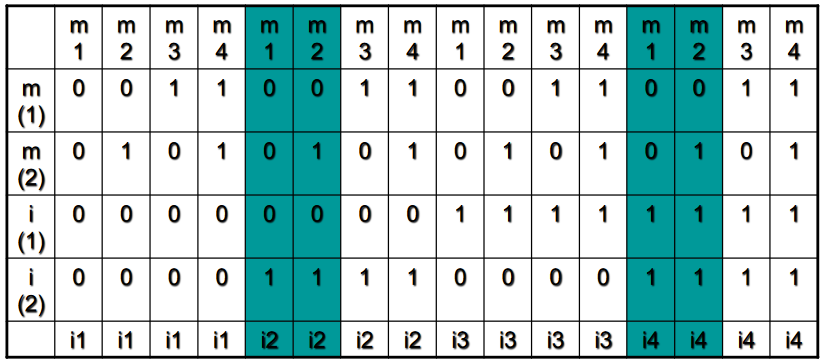 m m m m m m m m m m m m m m m m
1 2 3 4 1 2 3 4 1 2 3 4 1 2 3 4
m 0 0 1 1 0 0 1 1 0 0 1 1 0 0 1 1
(1)
m 0 1 0 1 0 1 0 1 0 1 0 1 0 1 0 1
(2)
i 0 0 0 0 0 0 0 0 1 1 1 1 1 1 1 1
(1)
i 0 0 0 0 1 1 1 1 0 0 0 0 1 1 1 1
(2)
i1 i1 i1 i1 i2 i2 i2 i2 i3 i3 i3 i3 i4 i4 i4 i4